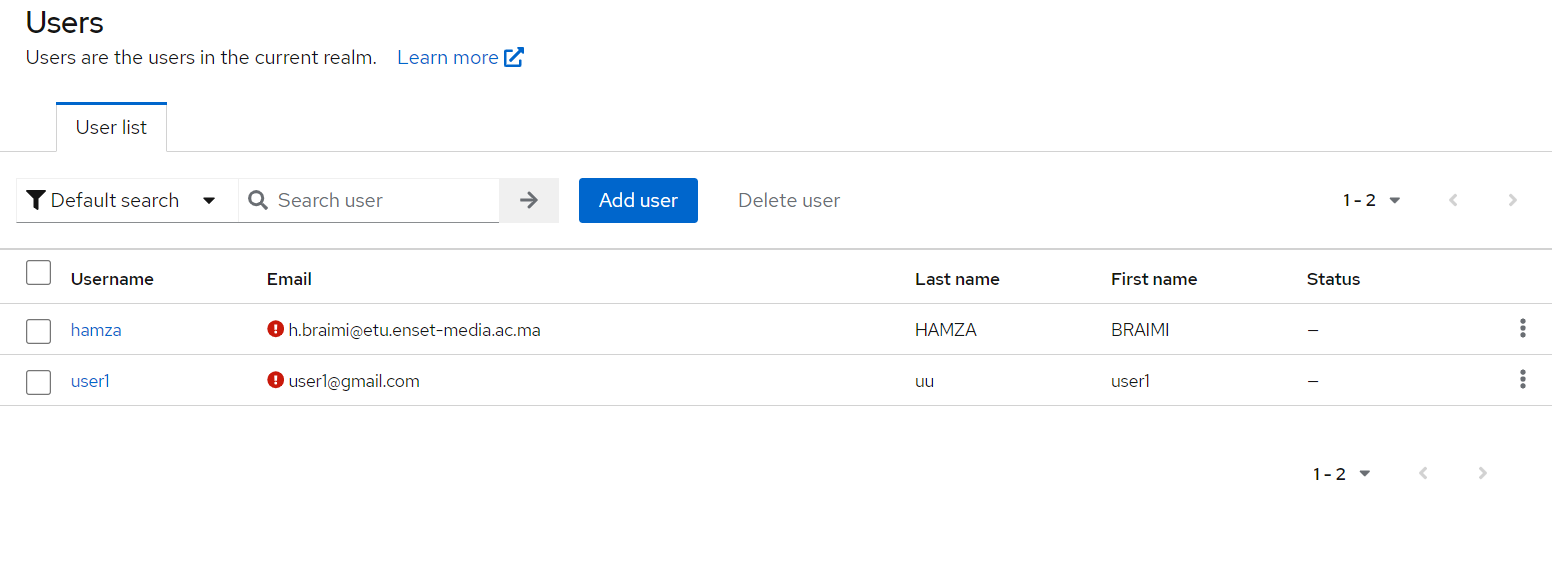 Users
Users are the users in the current realm. Learn more
User list
Default search Search user Add user Delete user 1 - 2
Username Email Last name First name Status
hamza h.braimi@etu.enset-media.ac.ma HAMZA BRAIMI –
user1 user1@gmail.com uu user1 –
1 - 2